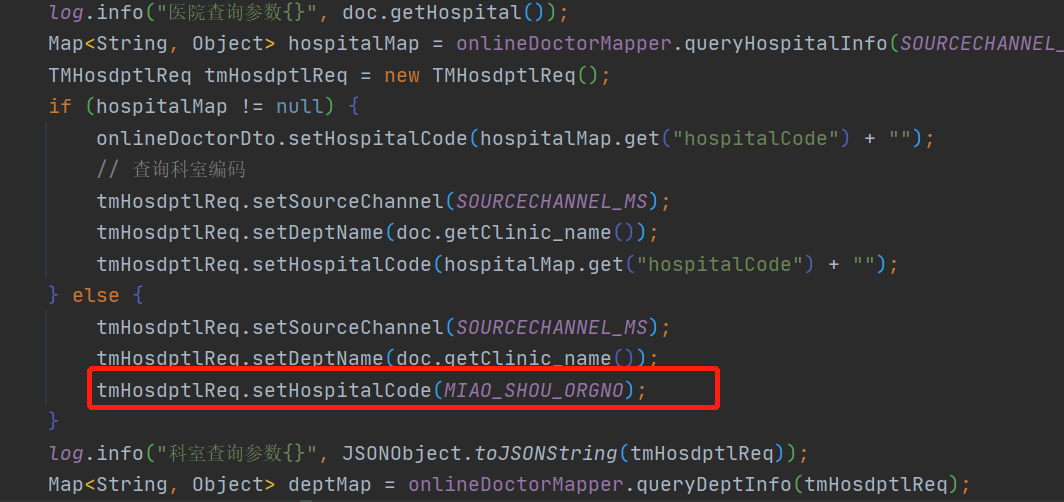 log.info("医院查询参数{}", doc.getHospital());
Map<String, Object> hospitalMap = onlineDoctorMapper.queryHospitalInfo(SOURCECHANNEL_
TMHosdptlReq tmHosdptlReq = new TMHosdptlReq();
if (hospitalMap != null) {
onlineDoctorDto.setHospitalCode(hospitalMap.get("hospitalCode") + "");
// 查询科室编码
tmHosdptlReq.setSourceChannel(SOURCECHANNEL_MS);
tmHosdptlReq.setDeptName(doc.getClinic_name());
tmHosdptlReq.setHospitalCode(hospitalMap.get("hospitalCode") + "");
} else {
tmHosdptlReq.setSourceChannel(SOURCECHANNEL_MS);
tmHosdptlReq.setDeptName(doc.getClinic_name());
tmHosdptlReq.setHospitalCode(MIAO_SHOU_ORGNO);
}
log.info("科室查询参数{}", JSONObject.toJSONString(tmHosdptlReq));
Map<String, Object> deptMap = onlineDoctorMapper.queryDeptInfo(tmHosdptlReq);